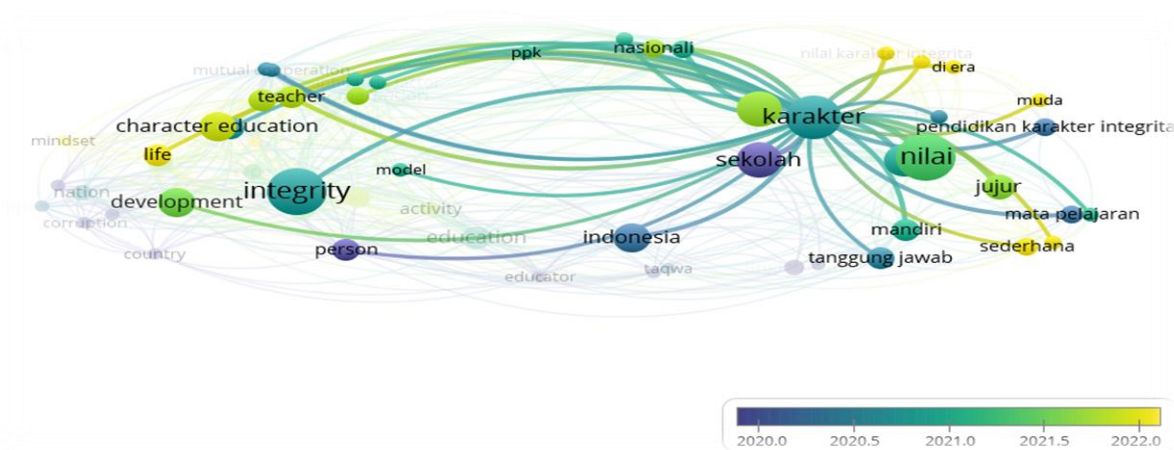 ppk
nasionali
nilai karakter integrita
di era
mutual
teacher
muda
karakter
character education
pendidikan karakter integrita
mindset
life
sekolah
nilai
model
nation
integrity
jujur
development
activity
mata pelajaran
corruption
mandiri
education
indonesia
person
sederhana
country
tanggung jawab
educator
taqwa
2020.0 2020.5 2021.0 2021.5 2022.0